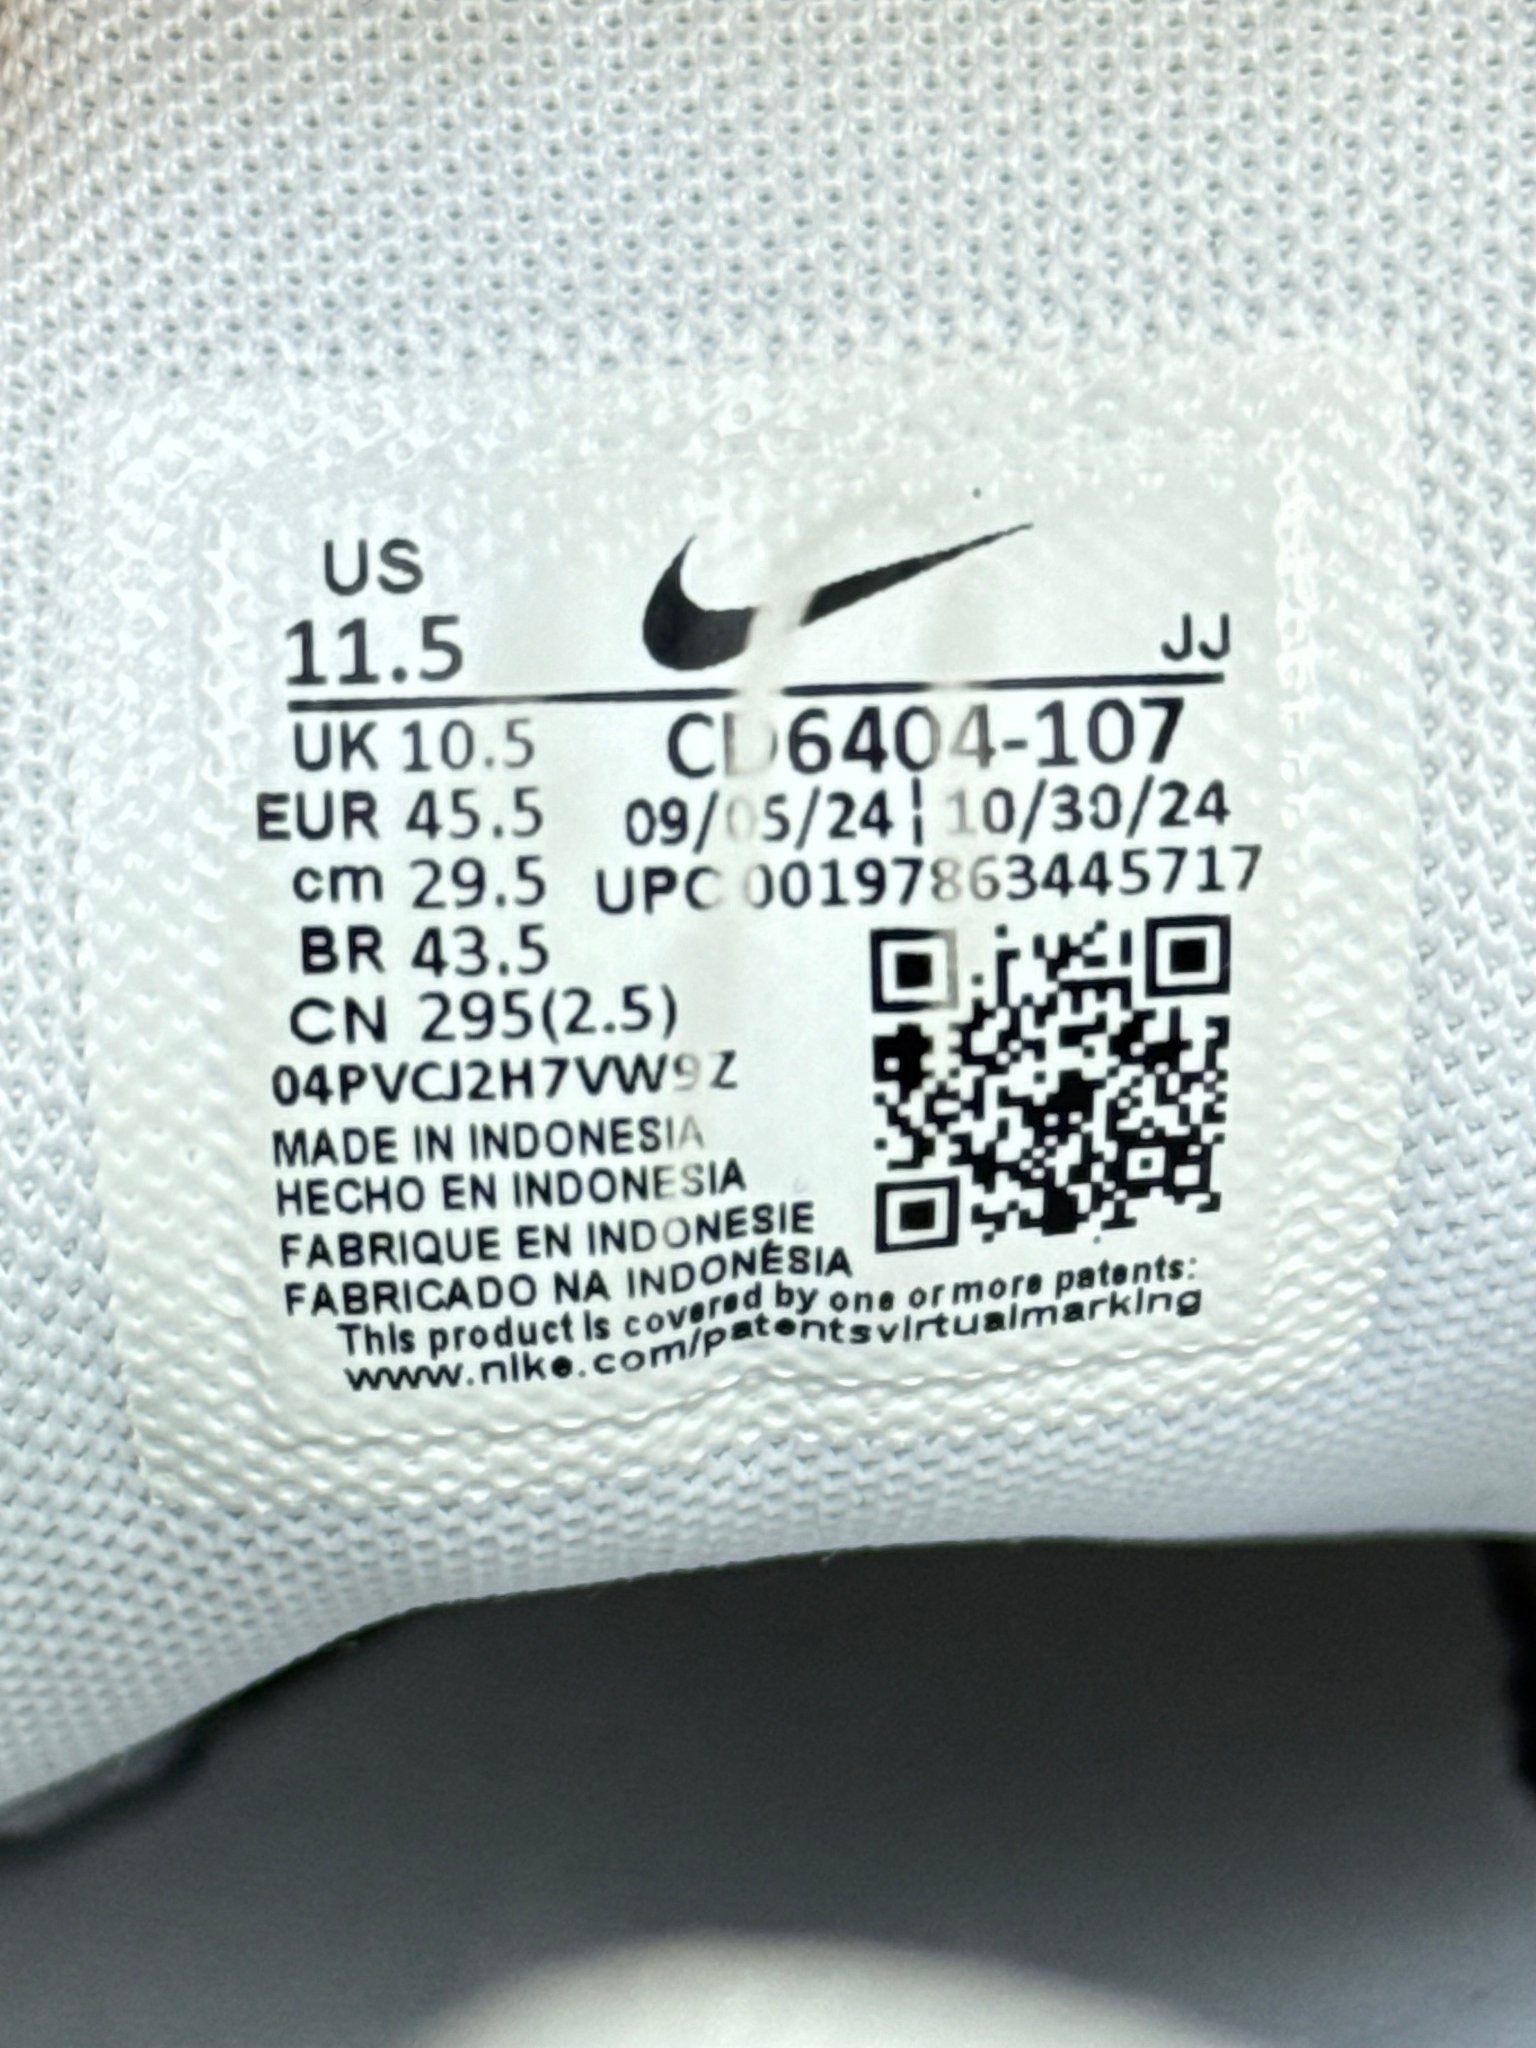 US
11.5
JJ
UK 10.5
CD6404-107
EUR 45.5
09/05/24 ¦ 10/30/24
cm 29.5
UPC 00197863445717
BR 43.5
CN 295(2.5)
04PVCJ2H7VW9Z
MADE IN INDONESIA
HECHO EN INDONESIA
FABRIQUE EN INDONESIE
FABRICADO NA INDONÉSIA
This product is covered by one or more patents:
www.nike.com/patentsvirtualmarking